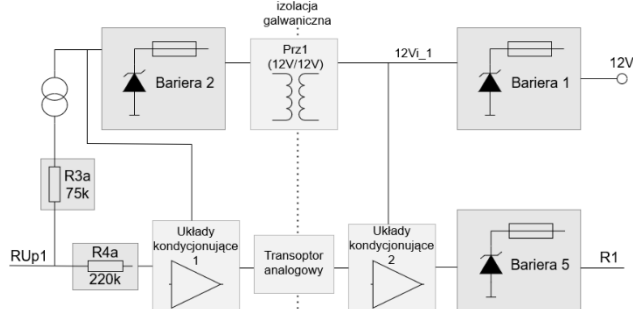 izolacja
galwaniczna
Prz1
(12V/12V)
12Vi_1
12V
Bariera 2
Bariera 1
R3a
75k
Układy
kondycjonujące
1
Układy
kondycjonujące
2
RUp1
R4a
220k
Transoptor
analogowy
Bariera 5
R1